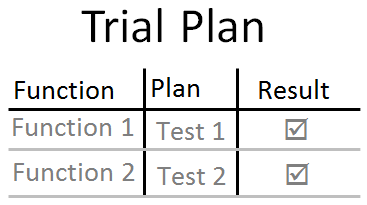 Trial Plan
Function Plan Result
Function 1 Test 1 ☑
Function 2 Test 2 ☑